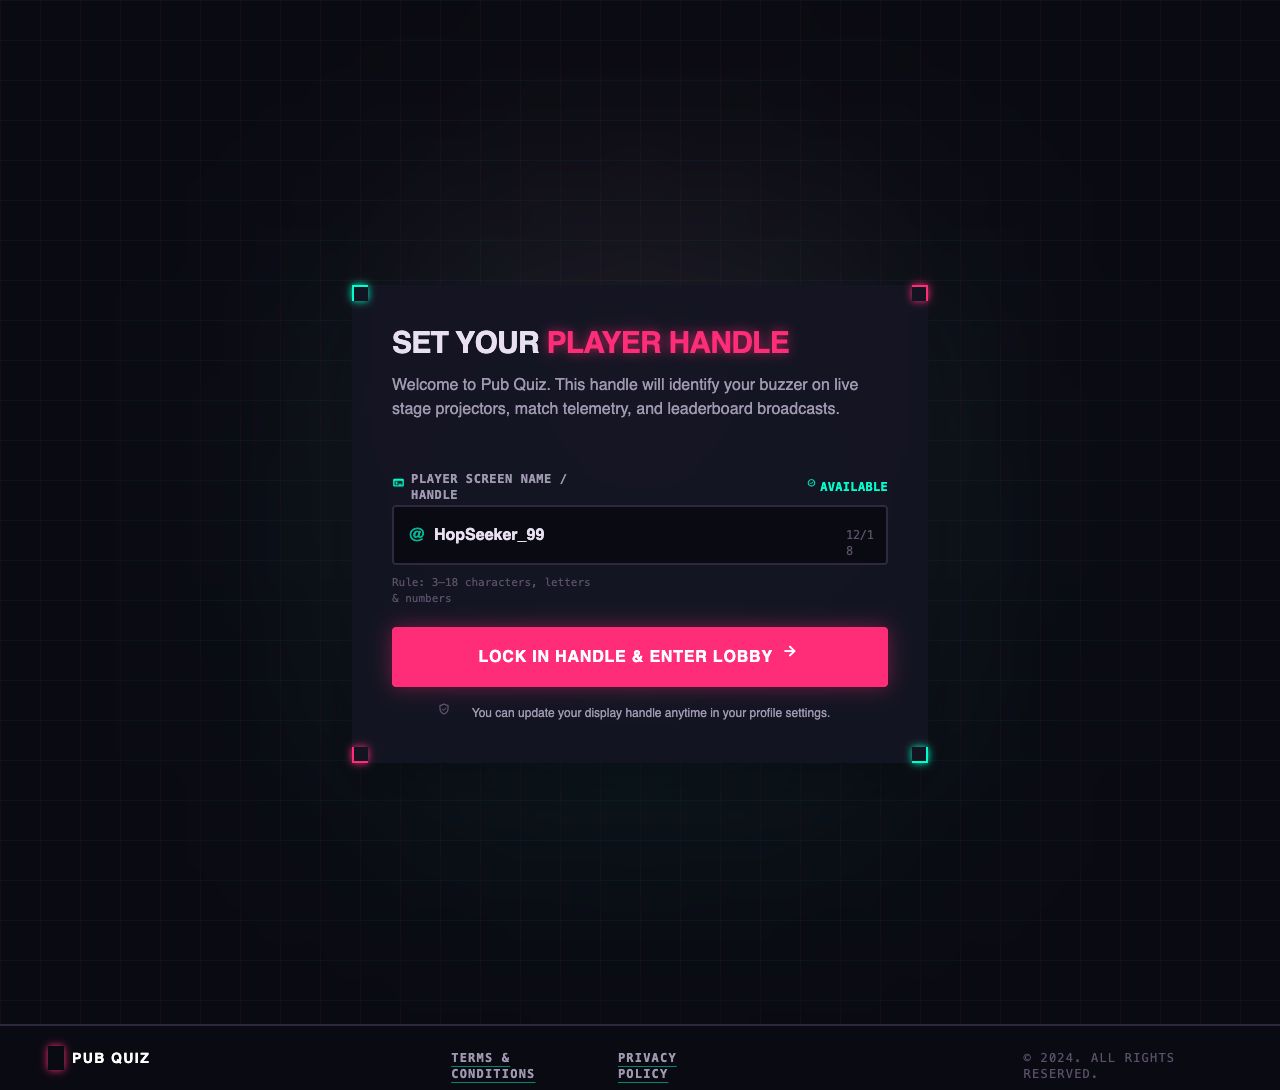 SET YOUR PLAYER HANDLE
Welcome to Pub Quiz. This handle will identify your buzzer on live
stage projectors, match telemetry, and leaderboard broadcasts.
PLAYER SCREEN NAME /
HANDLE
AVAILABLE
@ HopSeeker_99
12/1
8
Rule: 3–18 characters, letters
& numbers
LOCK IN HANDLE & ENTER LOBBY →
You can update your display handle anytime in your profile settings.
PUB QUIZ
TERMS &
CONDITIONS
PRIVACY
POLICY
© 2024. ALL RIGHTS
RESERVED.